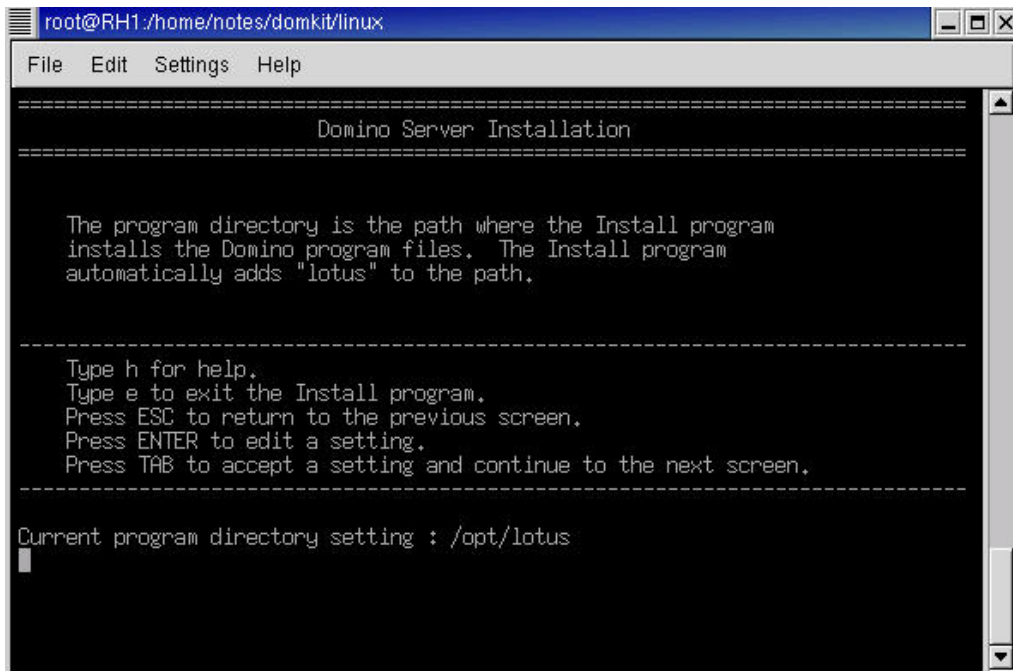 root@RH1:/home/notes/domkit/linux
File Edit Settings Help
===============================================================================
Domino Server Installation
===============================================================================
The program directory is the path where the Install program
installs the Domino program files. The Install program
automatically adds "lotus" to the path.
-------------------------------------------------------------------------------
Type h for help.
Type e to exit the Install program.
Press ESC to return to the previous screen.
Press ENTER to edit a setting.
Press TAB to accept a setting and continue to the next screen.
-------------------------------------------------------------------------------
Current program directory setting : /opt/lotus